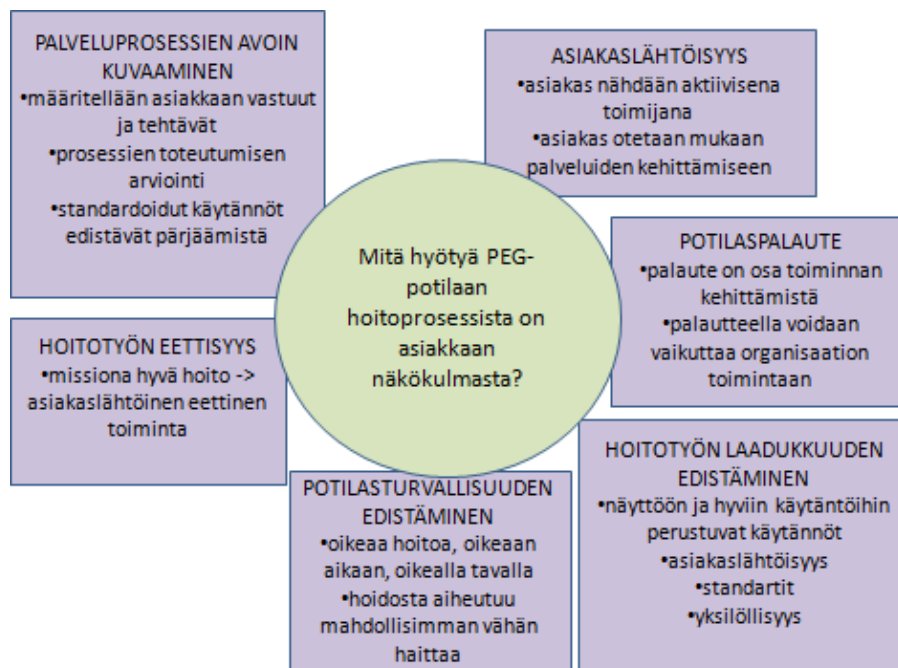 PALVELUPROSESSIEN AVOIN
KUVAAMINEN
•määritellään asiakkaan vastuut
ja tehtävät
•prosessien toteutumisen
arviointi
•standardoidut käytännöt
edistävät pärjäämistä
ASIAKASLÄHTÖISYYS
•asiakas nähdään aktiivisena
toimijana
•asiakas otetaan mukaan
palveluiden kehittämiseen
Mitä hyötyä PEG-
potilaan
hoitoprosessista on
asiakkaan
näkökulmasta?
POTILASPALAUTE
•palaute on osa toiminnan
kehittämistä
•palautteella voidaan
vaikuttaa organisaation
toimintaan
HOITOTYÖN EETTISYYS
•missiona hyvä hoito ->
asiakaslähtöinen eettinen
toiminta
POTILASTURVALLISUUDEN
EDISTÄMINEN
•oikeaa hoitoa, oikeaan
aikaan, oikealla tavalla
•hoidosta aiheutuu
mahdollisimman vähän
haittaa
HOITOTYÖN LAADUKKUUDEN
EDISTÄMINEN
•näyttöön ja hyviin käytäntöihin
perustuvat käytännöt
•asiakaslähtöisyys
•standartit
•yksilöllisyys